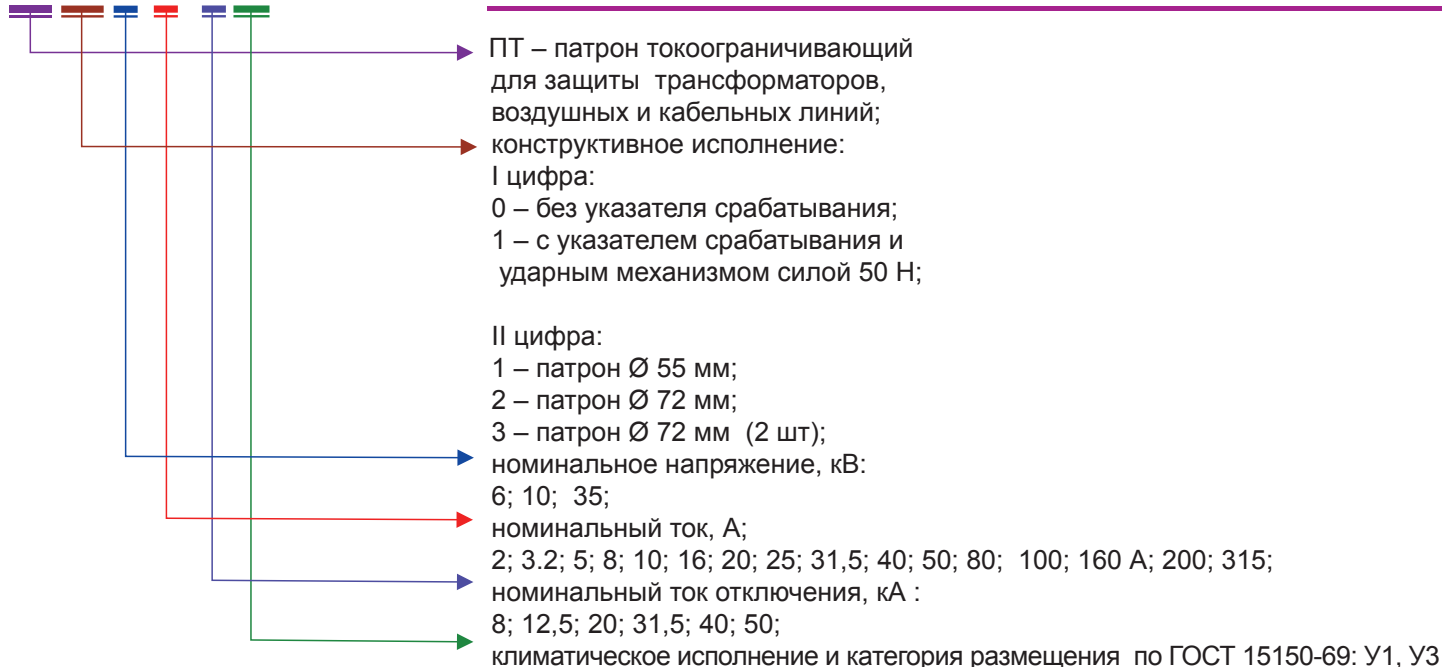 ПТ – патрон токоограничивающий
для защиты трансформаторов,
воздушных и кабельных линий;
конструктивное исполнение:
I цифра:
0 – без указателя срабатывания;
1 – с указателем срабатывания и
ударным механизмом силой 50 Н;
II цифра:
1 – патрон Ø 55 мм;
2 – патрон Ø 72 мм;
3 – патрон Ø 72 мм (2 шт);
номинальное напряжение, кВ:
6; 10; 35;
номинальный ток, А;
2; 3.2; 5; 8; 10; 16; 20; 25; 31,5; 40; 50; 80; 100; 160 А; 200; 315;
номинальный ток отключения, кА :
8; 12,5; 20; 31,5; 40; 50;
климатическое исполнение и категория размещения по ГОСТ 15150-69: У1, У3